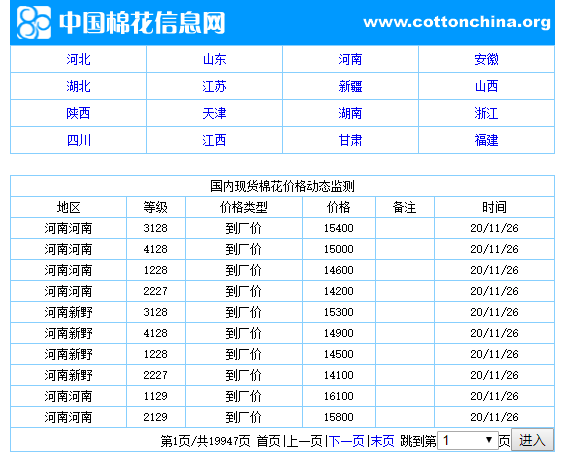 中国棉花信息网 www.cottonchina.org
河北 山东 河南 安徽
湖北 江苏 新疆 山西
陕西 天津 湖南 浙江
四川 江西 甘肃 福建
国内现货棉花价格动态监测
地区 等级 价格类型 价格 备注 时间
河南河南 3128 到厂价 15400 20/11/26
河南河南 4128 到厂价 15000 20/11/26
河南河南 1228 到厂价 14600 20/11/26
河南河南 2227 到厂价 14200 20/11/26
河南新野 3128 到厂价 15300 20/11/26
河南新野 4128 到厂价 14900 20/11/26
河南新野 1228 到厂价 14500 20/11/26
河南新野 2227 到厂价 14100 20/11/26
河南河南 1129 到厂价 16100 20/11/26
河南河南 2129 到厂价 15800 20/11/26
第1页/共19947页 首页|上一页|下一页|末页 跳到第 1 页 进入